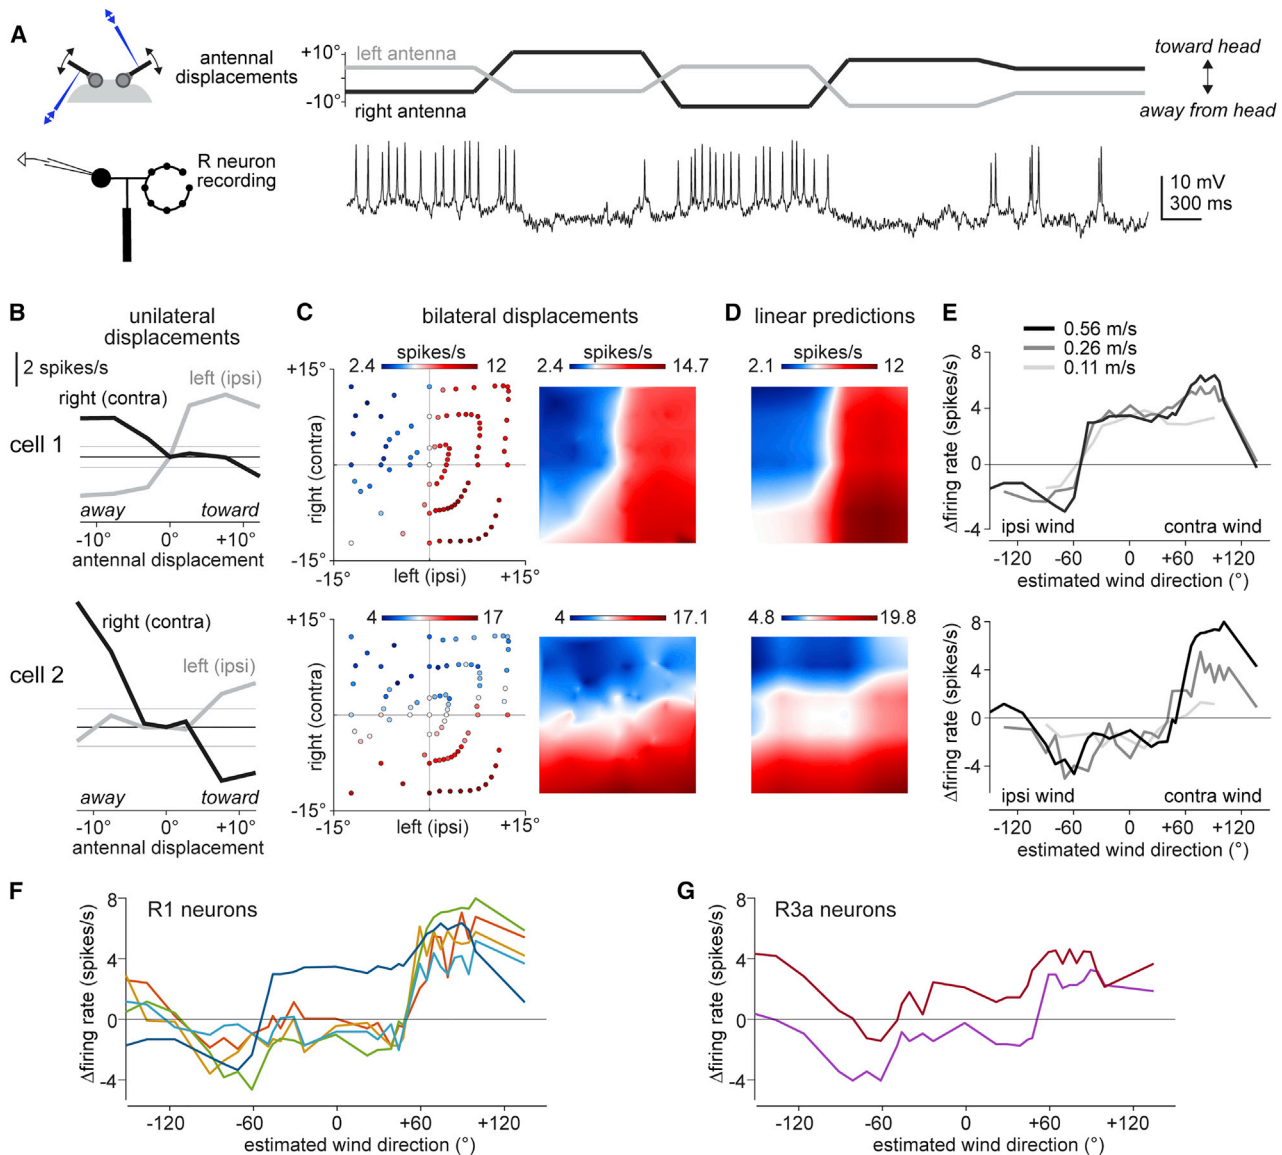 A
antennal
displacements
R neuron
recording
+10°
-10°
left antenna
right antenna
toward head
away from head
10 mV
300 ms
B
unilateral
displacements
2 spikes/s
left (ipsi)
right (contra)
cell 1
away
toward
-10°
0°
+10°
antennal displacement
right (contra)
left (ipsi)
cell 2
away
toward
-10°
0°
+10°
antennal displacement
C
bilateral displacements
spikes/s
2.4
12
+15°
right (contra)
-15°
-15°
left (ipsi)
+15°
spikes/s
2.4
14.7
4
17
+15°
right (contra)
-15°
-15°
left (ipsi)
+15°
4
17.1
D
linear predictions
spikes/s
2.1
12
4.8
19.8
E
0.56 m/s
0.26 m/s
0.11 m/s
Δfiring rate (spikes/s)
8
4
0
-4
ipsi wind
contra wind
-120
-60
0
+60
+120
estimated wind direction (°)
Δfiring rate (spikes/s)
8
4
0
-4
ipsi wind
contra wind
-120
-60
0
+60
+120
estimated wind direction (°)
F
R1 neurons
Δfiring rate (spikes/s)
8
4
0
-4
-120
-60
0
+60
+120
estimated wind direction (°)
G
R3a neurons
Δfiring rate (spikes/s)
8
4
0
-4
-120
-60
0
+60
+120
estimated wind direction (°)